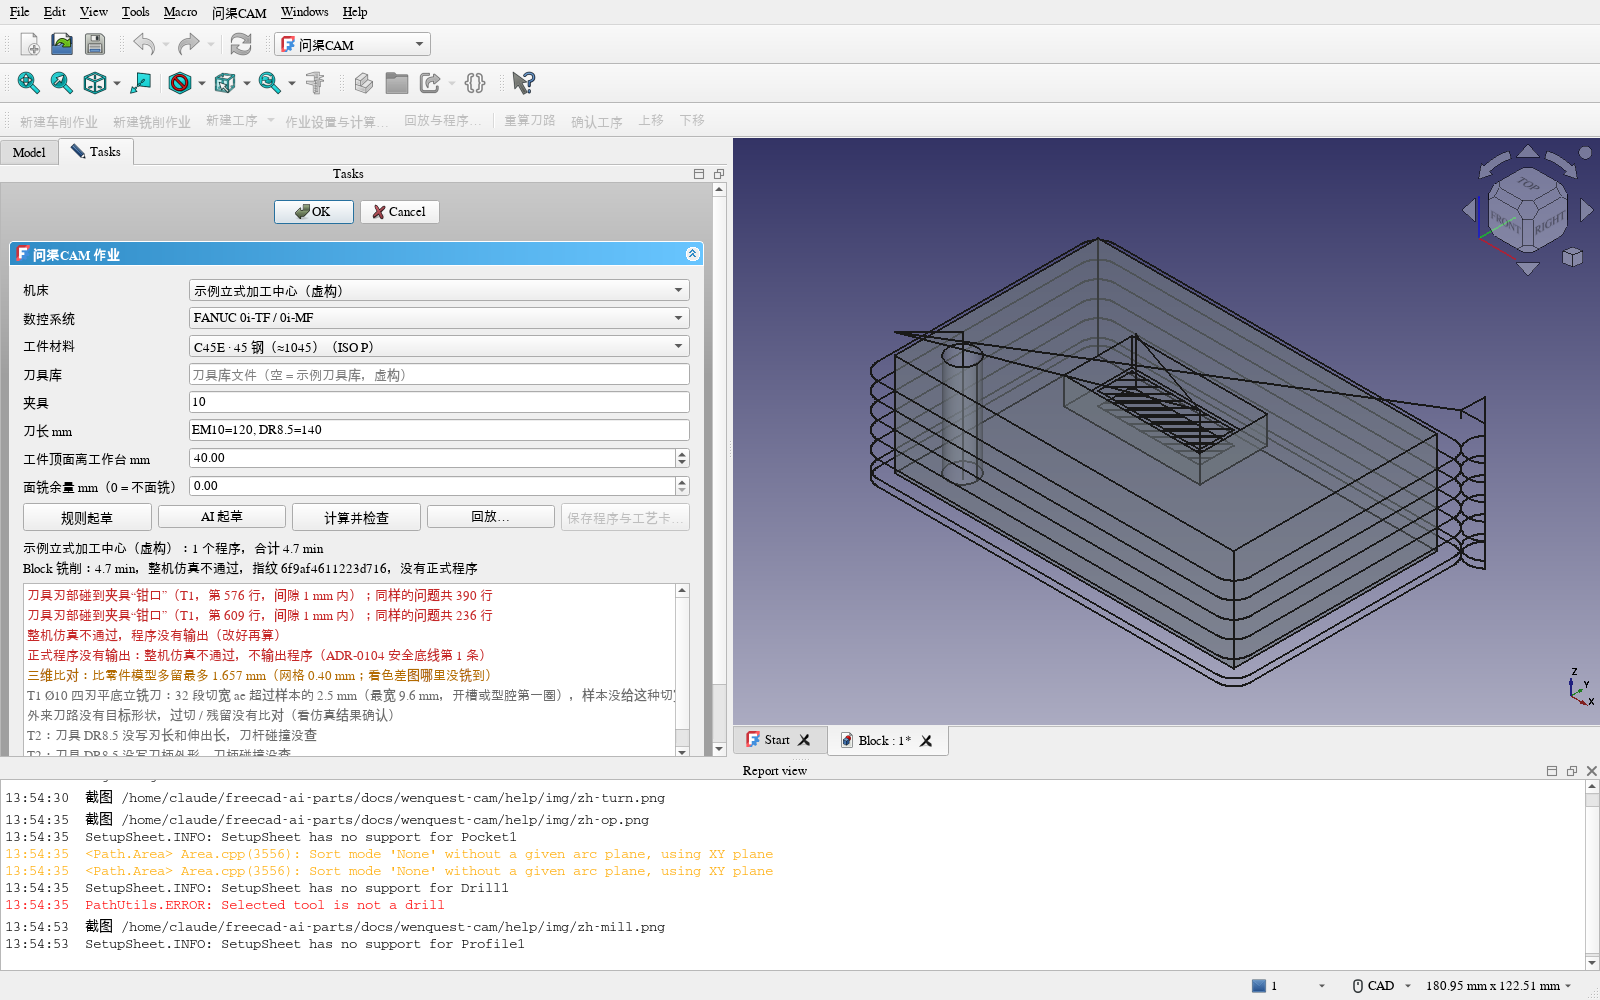 File Edit View Tools Macro 问渠CAM Windows Help
问渠CAM
新建车削作业 新建铣削作业 新建工序 作业设置与计算… 回放与程序… 重算刀路 确认工序 上移 下移
Model Tasks
Tasks
OK Cancel
问渠CAM 作业
机床 示例立式加工中心（虚构）
数控系统 FANUC 0i-TF / 0i-MF
工件材料 C45E · 45 钢（≈1045）（ISO P）
刀具库 刀具库文件（空 = 示例刀具库，虚构）
夹具 10
刀长 mm EM10=120, DR8.5=140
工件顶面离工作台 mm 40.00
面铣余量 mm（0 = 不面铣） 0.00
规则起草 AI 起草 计算并检查 回放… 保存程序与工艺卡…
示例立式加工中心（虚构）：1 个程序，合计 4.7 min
Block 铣削：4.7 min，整机仿真不通过，指纹 6f9af4611223d716，没有正式程序
刀具刃部碰到夹具“钳口”（T1，第 576 行，间隙 1 mm 内）；同样的问题共 390 行
刀具刃部碰到夹具“钳口”（T1，第 609 行，间隙 1 mm 内）；同样的问题共 236 行
整机仿真不通过，程序没有输出（改好再算）
正式程序没有输出：整机仿真不通过，不输出程序（ADR-0104 安全底线第 1 条）
三维比对：比零件模型多留最多 1.657 mm（网格 0.40 mm；看色差图哪里没铣到）
T1 Ø10 四刃平底立铣刀：32 段切宽 ae 超过样本的 2.5 mm（最宽 9.6 mm，开槽或型腔第一圈），样本没给这种切
外来刀路没有目标形状，过切 / 残留没有比对（看仿真结果确认）
T2：刀具 DR8.5 没写刃长和伸出长，刀杆碰撞没查
T2：刀具 DR8.5 没写刀柄外形，刀柄碰撞没查
TOP FRONT RIGHT
Z Y X
Start Block : 1*
Report view
13:54:30 截图 /home/claude/freecad-ai-parts/docs/wenquest-cam/help/img/zh-turn.png
13:54:35 截图 /home/claude/freecad-ai-parts/docs/wenquest-cam/help/img/zh-op.png
13:54:35 SetupSheet.INFO: SetupSheet has no support for Pocket1
13:54:35 <Path.Area> Area.cpp(3556): Sort mode 'None' without a given arc plane, using XY plane
13:54:35 <Path.Area> Area.cpp(3556): Sort mode 'None' without a given arc plane, using XY plane
13:54:35 SetupSheet.INFO: SetupSheet has no support for Drill1
13:54:35 PathUtils.ERROR: Selected tool is not a drill
13:54:53 截图 /home/claude/freecad-ai-parts/docs/wenquest-cam/help/img/zh-mill.png
13:54:53 SetupSheet.INFO: SetupSheet has no support for Profile1
1 CAD 180.95 mm x 122.51 mm